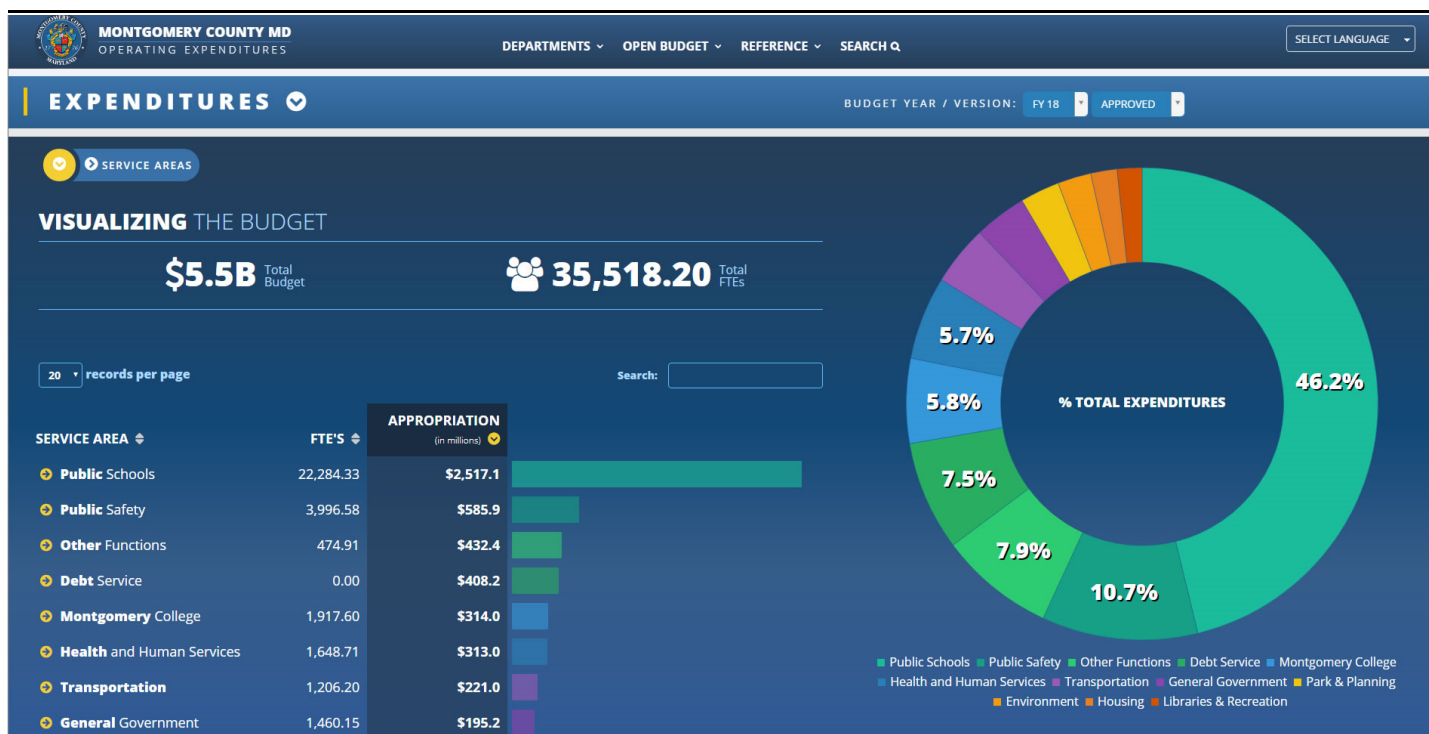 MONTGOMERY COUNTY MD
OPERATING EXPENDITURES
DEPARTMENTS OPEN BUDGET REFERENCE SEARCH
SELECT LANGUAGE
EXPENDITURES
BUDGET YEAR / VERSION: FY 18 APPROVED
SERVICE AREAS
VISUALIZING THE BUDGET
$5.5B Total Budget
35,518.20 Total FTEs
20 records per page
Search:
SERVICE AREA FTE'S APPROPRIATION (in millions)
Public Schools 22,284.33 $2,517.1
Public Safety 3,996.58 $585.9
Other Functions 474.91 $432.4
Debt Service 0.00 $408.2
Montgomery College 1,917.60 $314.0
Health and Human Services 1,648.71 $313.0
Transportation 1,206.20 $221.0
General Government 1,460.15 $195.2
5.7%
5.8%
7.5%
7.9%
10.7%
46.2%
% TOTAL EXPENDITURES
Public Schools Public Safety Other Functions Debt Service Montgomery College
Health and Human Services Transportation General Government Park & Planning
Environment Housing Libraries & Recreation